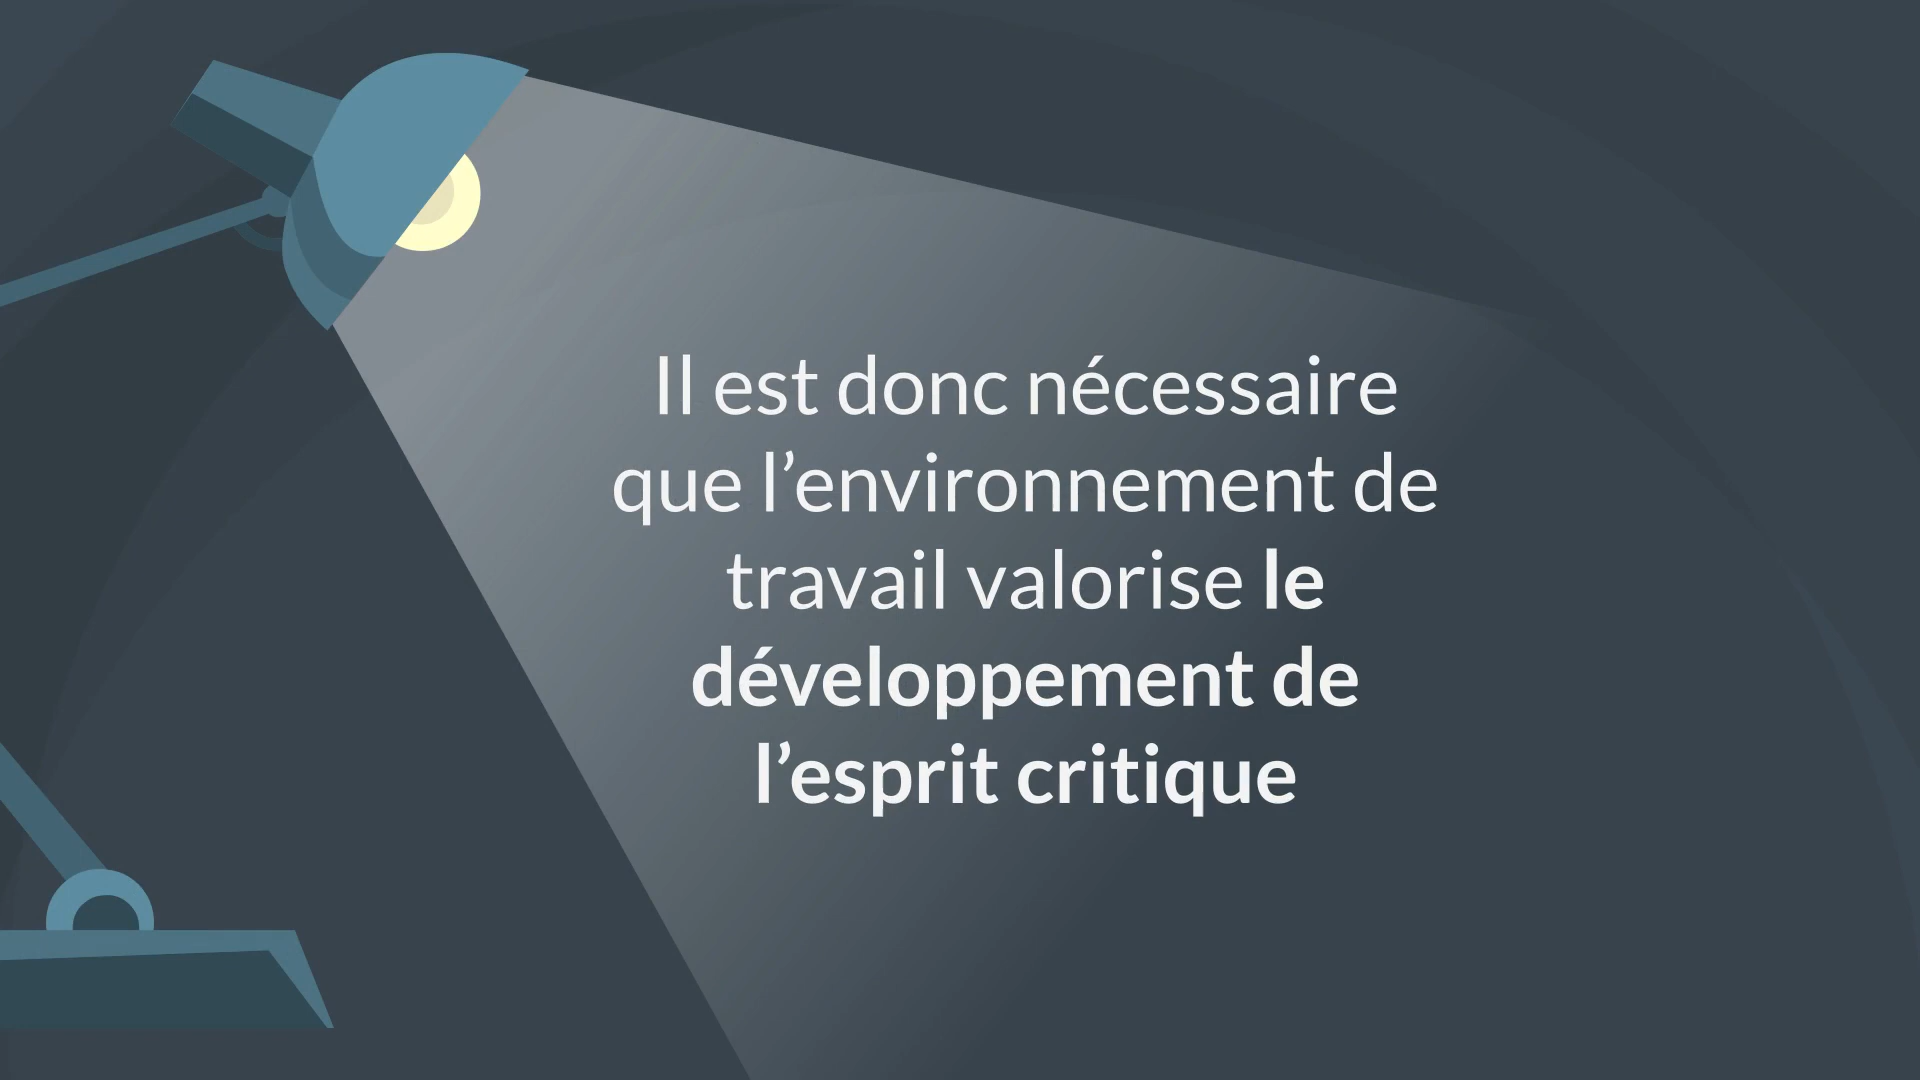 Il est donc nécessaire
que l’environnement de
travail valorise le
développement de
l’esprit critique